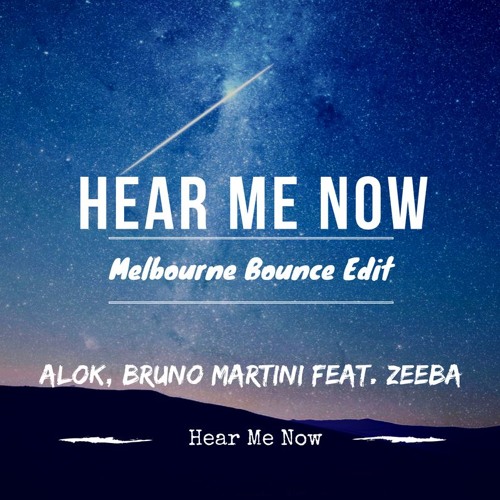 HEAR ME NOW
Melbourne Bounce Edit
ALOK, BRUNO MARTINI FEAT. ZEEBA
Hear Me Now